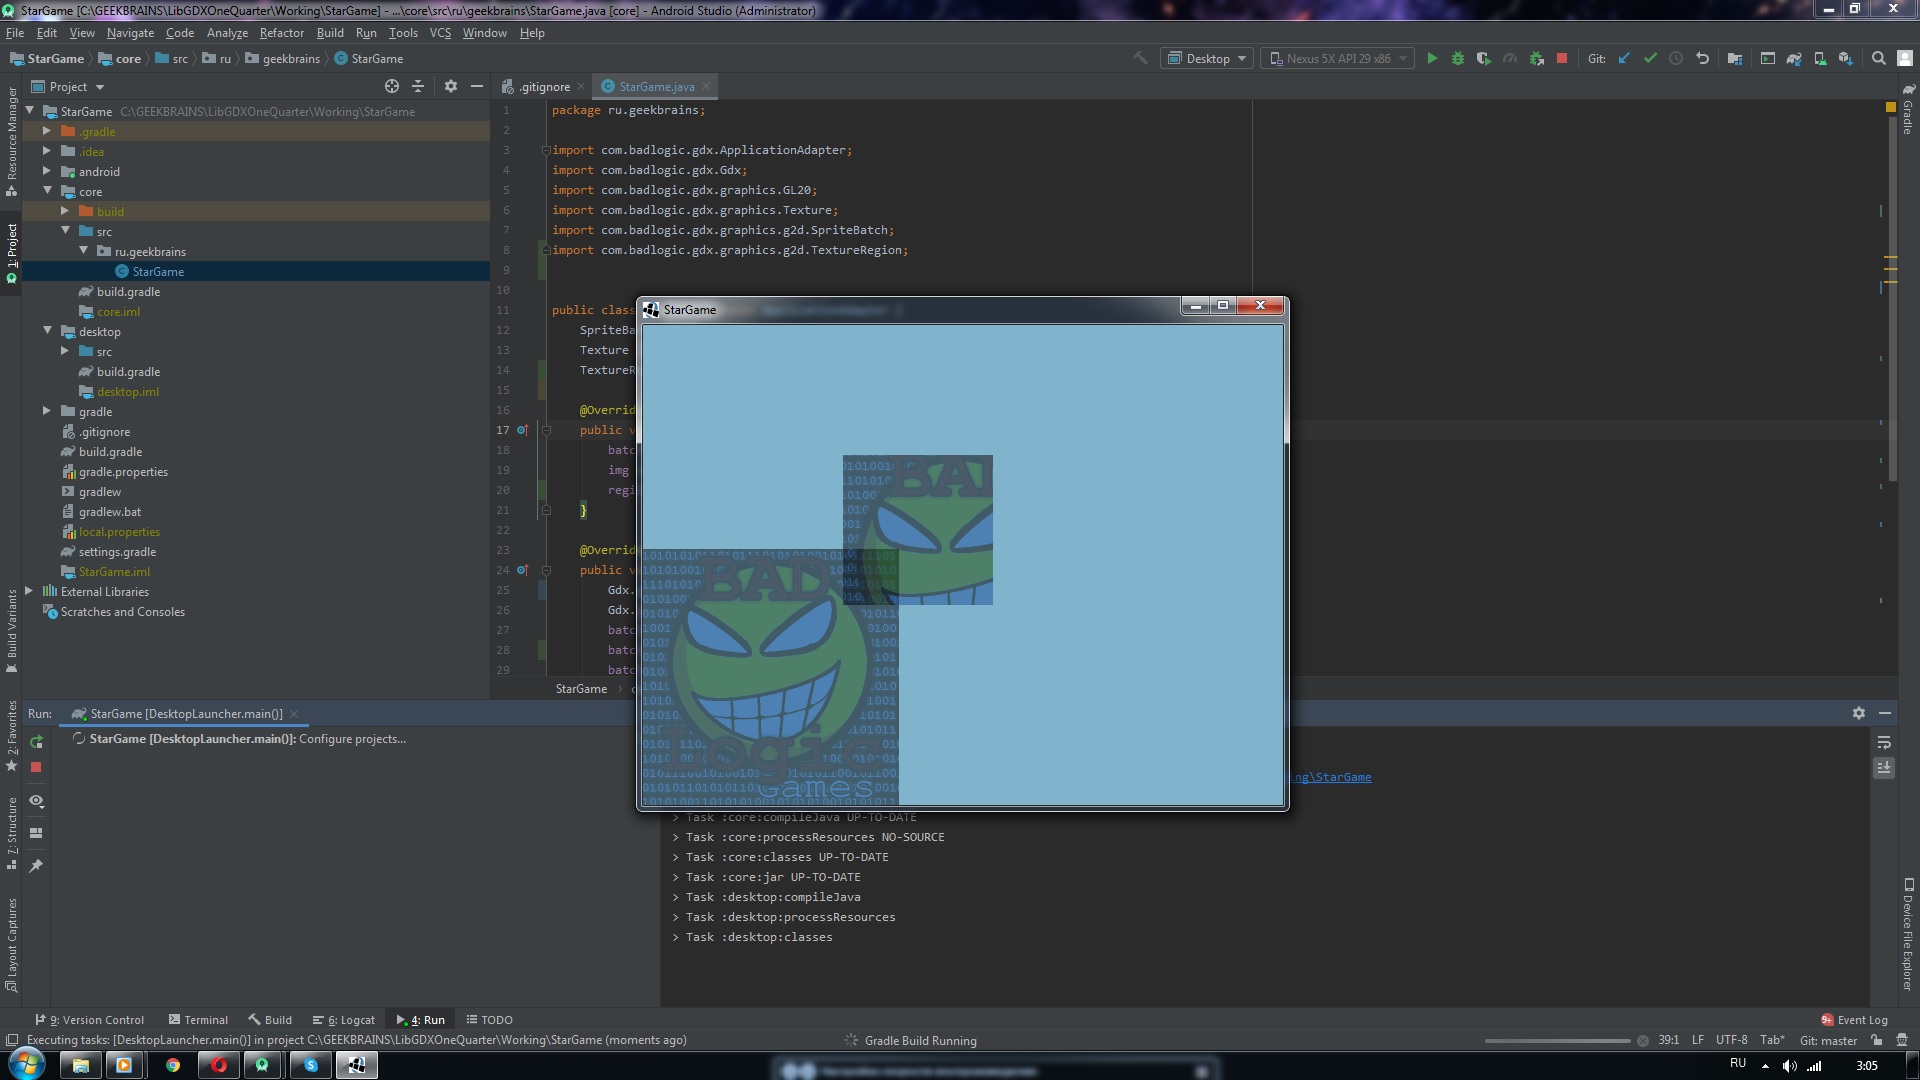 StarGame [C:\GEEKBRAINS\LibGDXOneQuarter\Working\StarGame] - ...\core\src\ru\geekbrains\StarGame.java [core] - Android Studio (Administrator)
File Edit View Navigate Code Analyze Refactor Build Run Tools VCS Window Help
StarGame core src ru geekbrains StarGame Desktop Nexus 5X API 29 x86 Git:
Project
.gitignore StarGame.java
Resource Manager
1: Project
Build Variants
2: Favorites
7: Structure
Layout Captures
StarGame C:\GEEKBRAINS\LibGDXOneQuarter\Working\StarGame
.gradle
.idea
android
core
build
src
ru.geekbrains
StarGame
build.gradle
core.iml
desktop
src
build.gradle
desktop.iml
gradle
.gitignore
build.gradle
gradle.properties
gradlew
gradlew.bat
local.properties
settings.gradle
StarGame.iml
External Libraries
Scratches and Consoles
1 package ru.geekbrains;
2
3 import com.badlogic.gdx.ApplicationAdapter;
4 import com.badlogic.gdx.Gdx;
5 import com.badlogic.gdx.graphics.GL20;
6 import com.badlogic.gdx.graphics.Texture;
7 import com.badlogic.gdx.graphics.g2d.SpriteBatch;
8 import com.badlogic.gdx.graphics.g2d.TextureRegion;
9
10
11 public clas
12 SpriteBa
13 Texture
14 TextureR
15
16 @Overrid
17 public v
18 batc
19 img
20 regi
21 }
22
23 @Overrid
24 public v
25 Gdx.
26 Gdx.
27 batc
28 batc
29 batc
StarGame
StarGame
BAD
BAD
Logic
Games
Gradle
Device File Explorer
Run: StarGame [DesktopLauncher.main()]
StarGame [DesktopLauncher.main()]: Configure projects...
ng\StarGame
> Task :core:compileJava UP-TO-DATE
> Task :core:processResources NO-SOURCE
> Task :core:classes UP-TO-DATE
> Task :core:jar UP-TO-DATE
> Task :desktop:compileJava
> Task :desktop:processResources
> Task :desktop:classes
9: Version Control Terminal Build 6: Logcat 4: Run TODO 9+ Event Log
Executing tasks: [DesktopLauncher.main()] in project C:\GEEKBRAINS\LibGDXOneQuarter\Working\StarGame (moments ago) Gradle Build Running 39:1 LF UTF-8 Tab* Git: master
RU 3:05